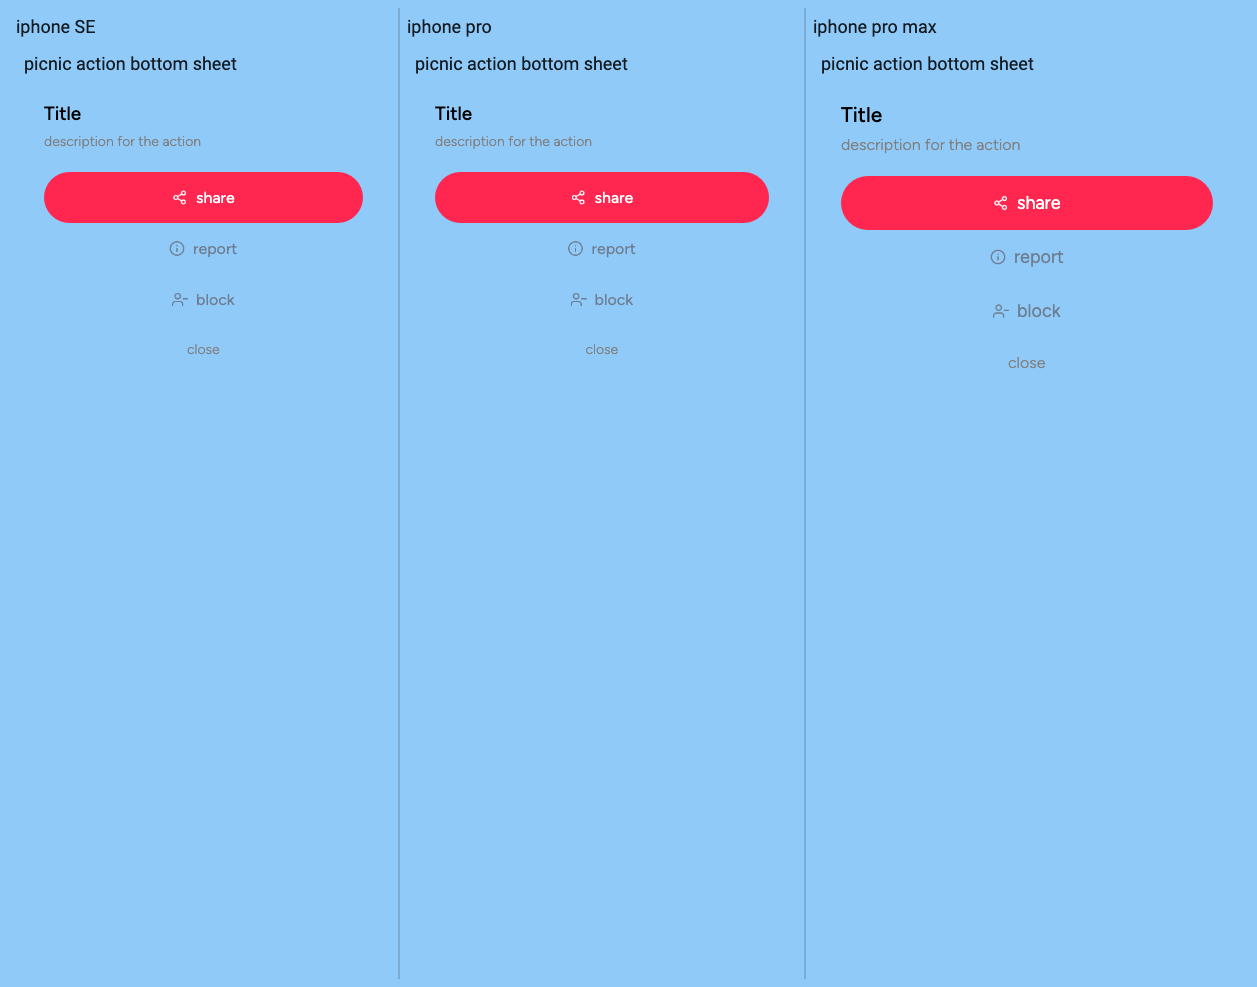 iphone SE
picnic action bottom sheet
Title
description for the action
share
report
block
close
iphone pro
picnic action bottom sheet
Title
description for the action
share
report
block
close
iphone pro max
picnic action bottom sheet
Title
description for the action
share
report
block
close